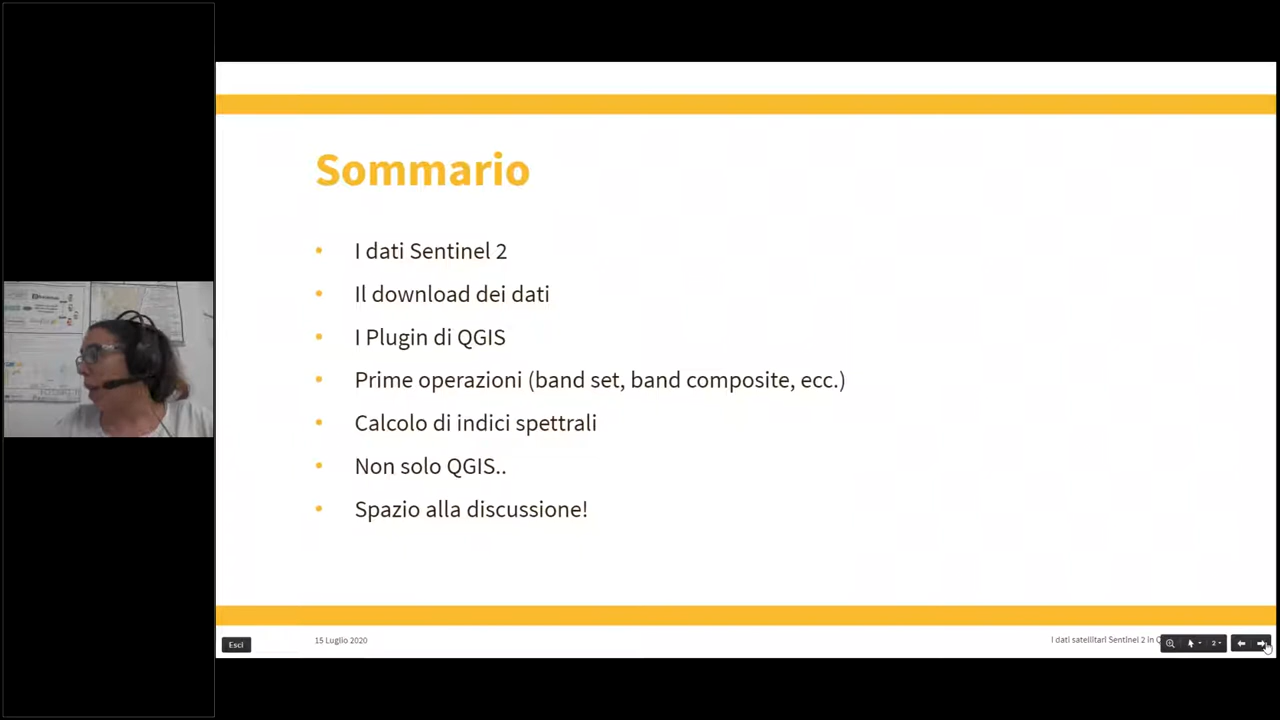 Sommario
• I dati Sentinel 2
• Il download dei dati
• I Plugin di QGIS
• Prime operazioni (band set, band composite, ecc.)
• Calcolo di indici spettrali
• Non solo QGIS..
• Spazio alla discussione!
Esci
15 Luglio 2020
I dati satellitari Sentinel 2 in
2